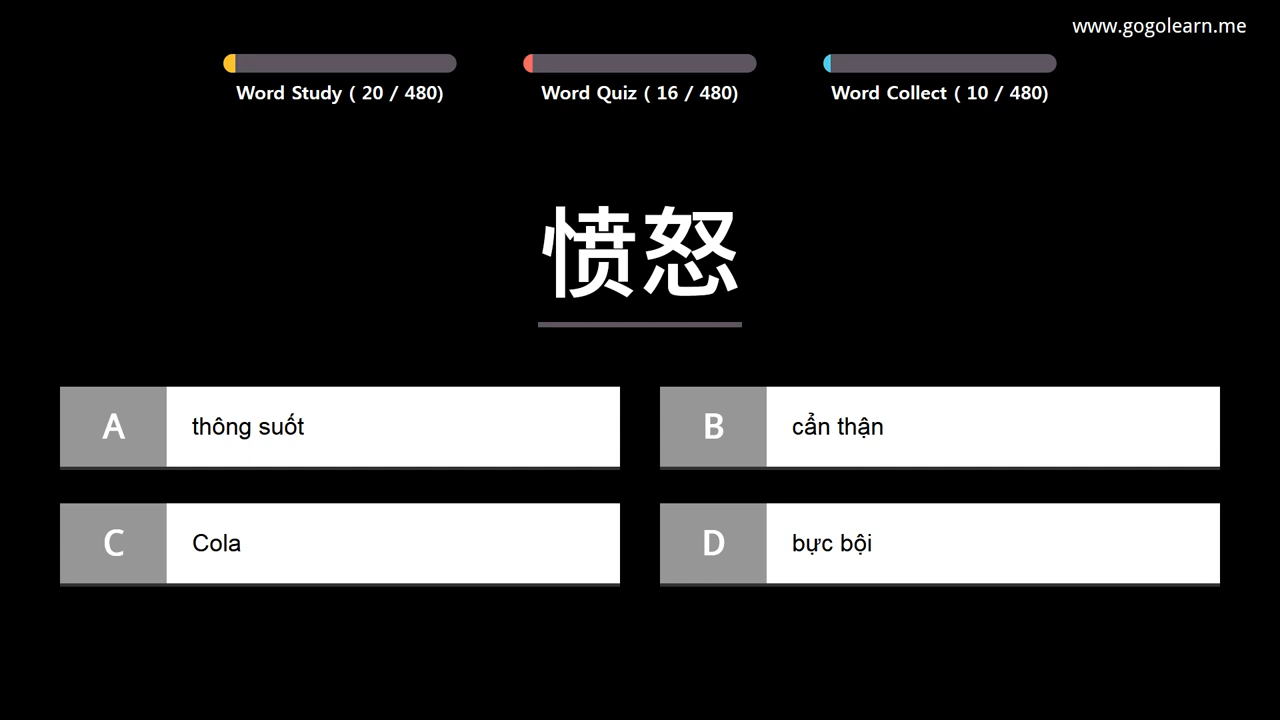 www.gogolearn.me
Word Study ( 20 / 480)
Word Quiz ( 16 / 480)
Word Collect ( 10 / 480)
愤怒
A
thông suốt
B
cẩn thận
C
Cola
D
bực bội